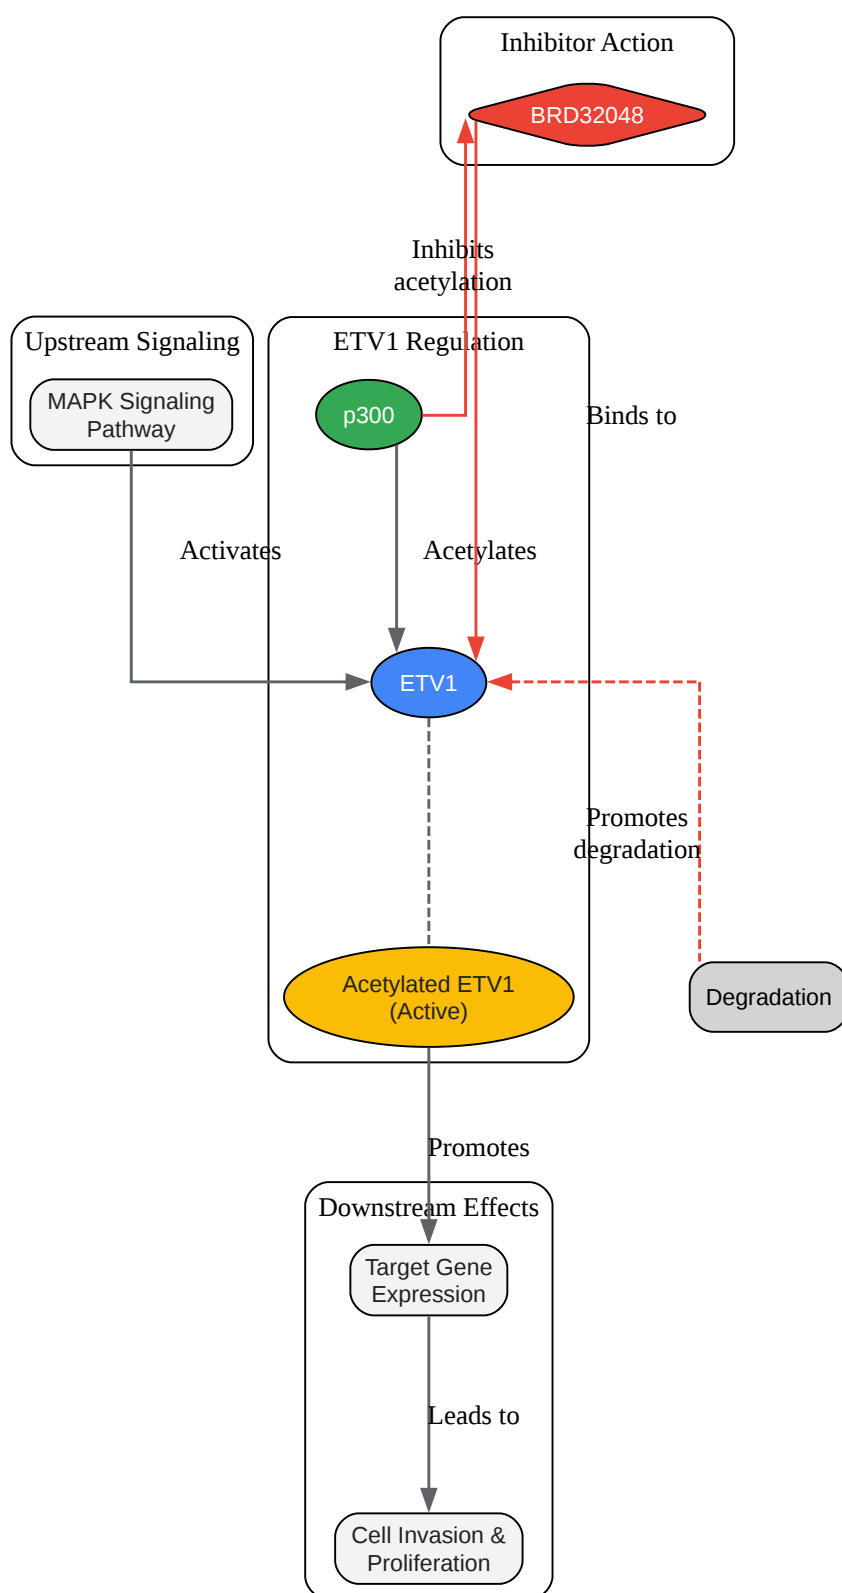 Inhibitor Action
BRD32048
Inhibits
acetylation
Upstream Signaling
MAPK Signaling
Pathway
ETV1 Regulation
p300
Binds to
Activates
Acetylates
ETV1
Promotes
degradation
Acetylated ETV1
(Active)
Degradation
Promotes
Downstream Effects
Target Gene
Expression
Leads to
Cell Invasion &
Proliferation